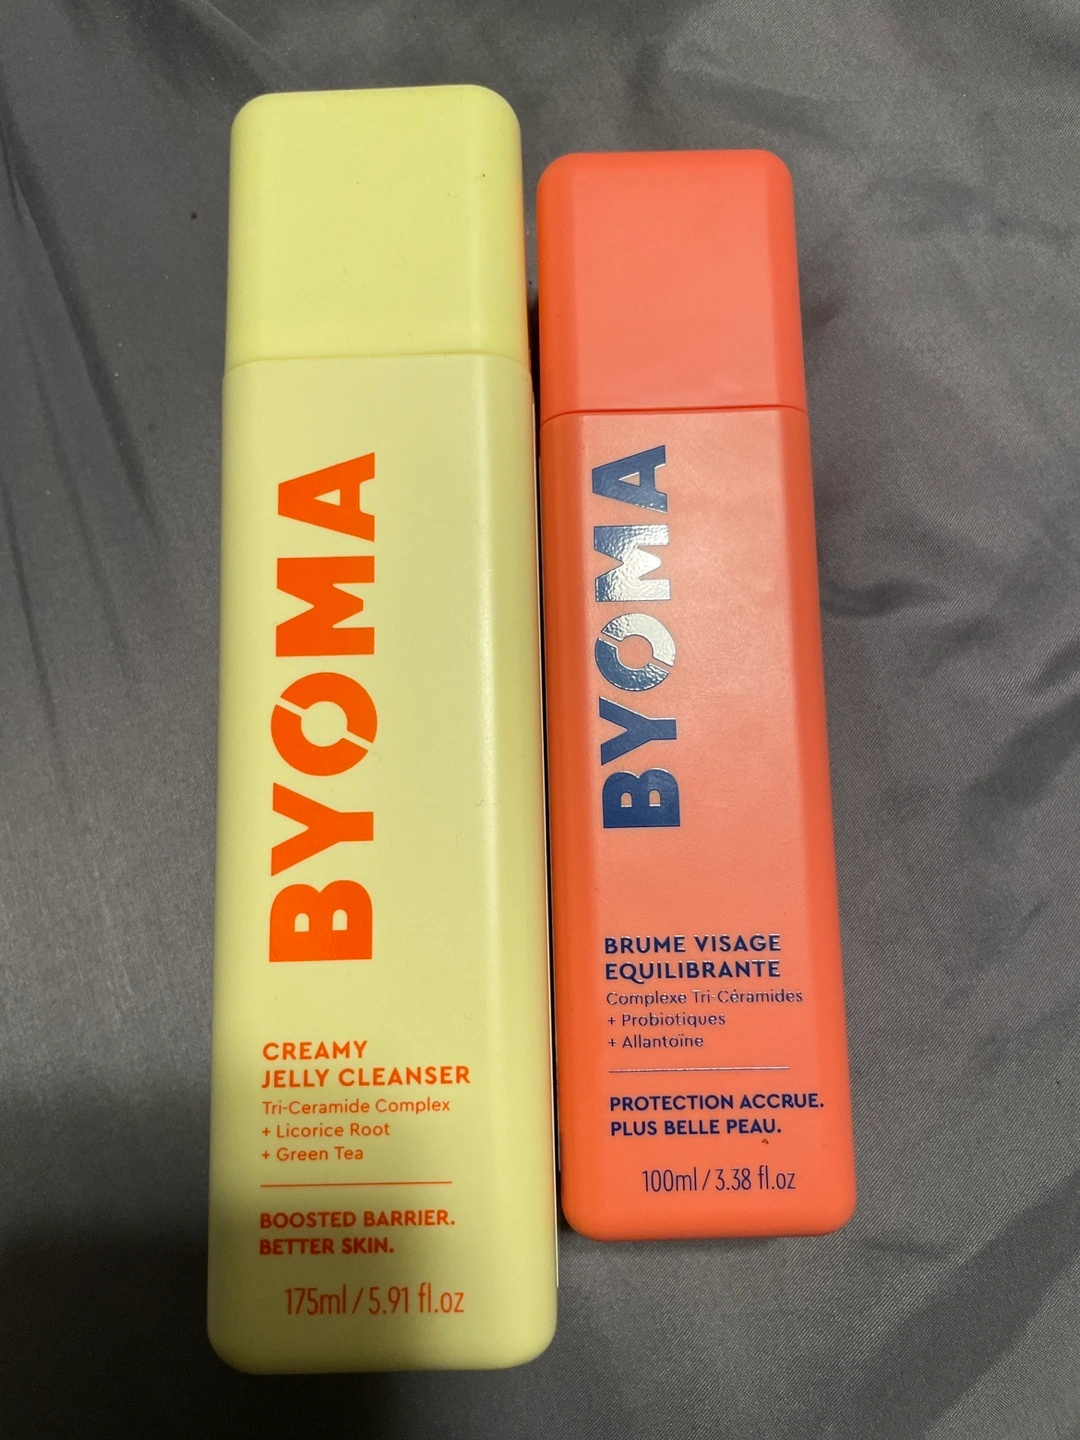 BYOMA
CREAMY
JELLY CLEANSER
Tri-Ceramide Complex
+ Licorice Root
+ Green Tea
BOOSTED BARRIER.
BETTER SKIN.
175ml / 5.91 fl.oz
BYOMA
BRUME VISAGE
EQUILIBRANTE
Complexe Tri-Céramides
+ Probiotiques
+ Allantoïne
PROTECTION ACCRUE.
PLUS BELLE PEAU.
100ml / 3.38 fl.oz